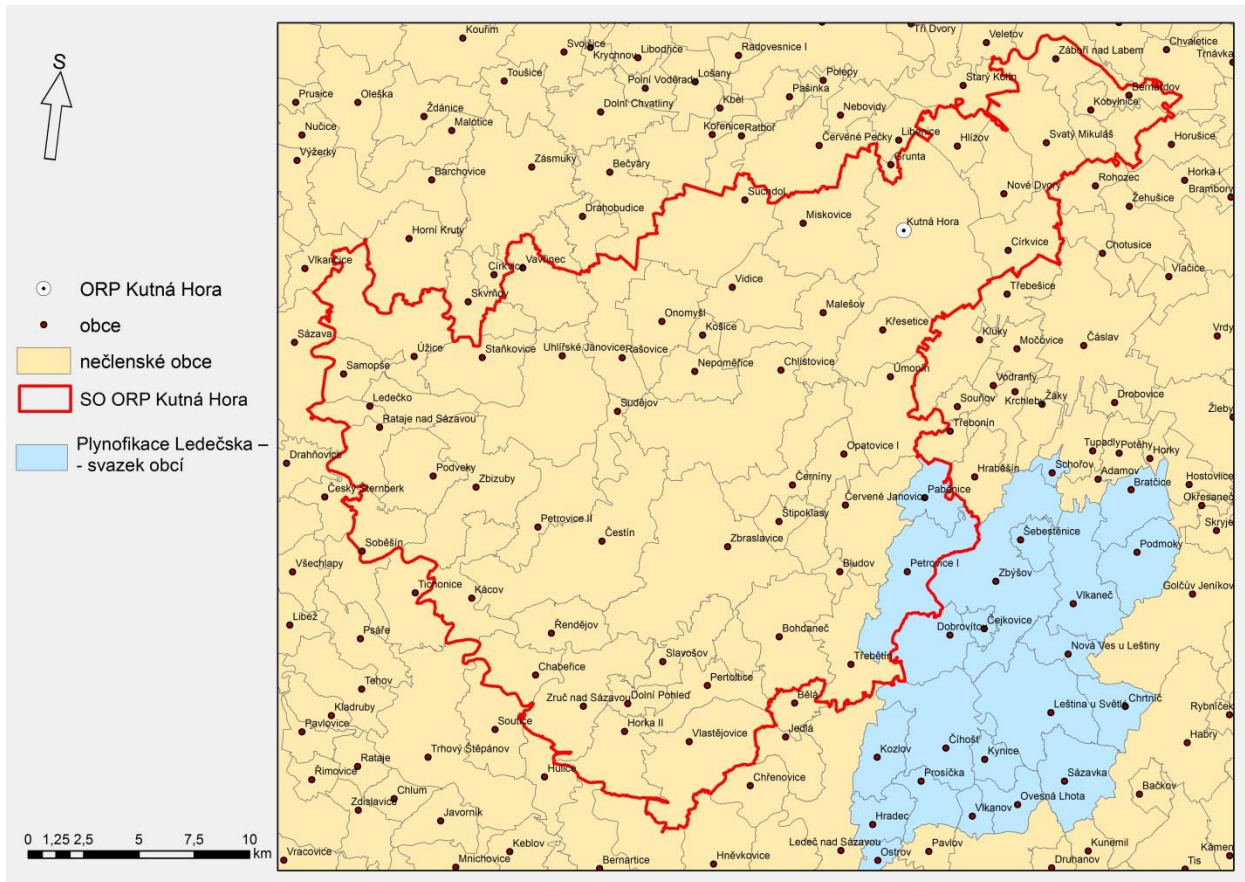 S
ORP Kutná Hora
obce
nečlenské obce
SO ORP Kutná Hora
Plynofikace Ledečska –
- svazek obcí
0 1,25 2,5 5 7,5 10
km
Kouřim
Svojšice
Krychnov
Libodřice
Radovesnice I
Tři Dvory
Veletov
Záboří nad Labem
Chvaletice
Trnávka
Toušice
Polní Voděrady
Lošany
Polepy
Starý Kolín
Bernardov
Prusice
Oleška
Ždánice
Malotice
Dolní Chvatliny
Kbel
Pašinka
Nebovidy
Kobylnice
Nučice
Výžerky
Kořenice
Ratboř
Červené Pečky
Libenice
Hlízov
Svatý Mikuláš
Horušice
Zásmuky
Bečváry
Grunta
Barchovice
Suchdol
Nové Dvory
Rohozec
Horka I
Žehušice
Brambory
Drahobudice
Miskovice
Kutná Hora
Horní Kruty
Církvice
Chotusice
Vlkančice
Církvice
Vavřinec
Vidice
Vlačice
Skvrňov
Třebešice
Onomyšl
Malešov
Sázava
Košice
Křesetice
Kluky
Močovice
Čáslav
Vrdy
Úžice
Staňkovice
Uhlířské Janovice
Rašovice
Samopše
Nepoměřice
Chlístovice
Úmonín
Vodranty
Ledečko
Rataje nad Sázavou
Sudějov
Souňov
Krchleby
Žáky
Drobovice
Žleby
Třebonín
Drahňovice
Opatovice I
Tupadly
Potěhy
Horky
Podveky
Zbizuby
Černíny
Hraběšín
Schořov
Adamov
Bratčice
Hostovlice
Český Šternberk
Červené Janovice
Paběnice
Okřesaneč
Petrovice II
Štipoklasy
Skryje
Čestín
Zbraslavice
Šebestěnice
Podmoky
Soběšín
Všechlapy
Bludov
Petrovice I
Zbýšov
Golčův Jeníkov
Tichonice
Kácov
Vlkaneč
Libež
Psáře
Řendějov
Bohdaneč
Dobrovítov
Čejkovice
Nová Ves u Leštiny
Slavošov
Třebětín
Chabeřice
Tehov
Pertoltice
Kladruby
Zruč nad Sázavou
Dolní Pohleď
Bělá
Leština u Světlé
Chrtníč
Rybníček
Pavlovice
Soutice
Horka II
Vlastějovice
Jedlá
Habry
Trhový Štěpánov
Kozlov
Číhošť
Kynice
Rataje
Římovice
Hulice
Chřenovice
Prosíčka
Sázavka
Bačkov
Zdislavice
Chlum
Javorník
Vlkanov
Ovesná Lhota
Hradec
Vracovice
Keblov
Mnichovice
Bernartice
Hněvkovice
Ledeč nad Sázavou
Ostrov
Pavlov
Kunemil
Druhanov
Kámen
Tis